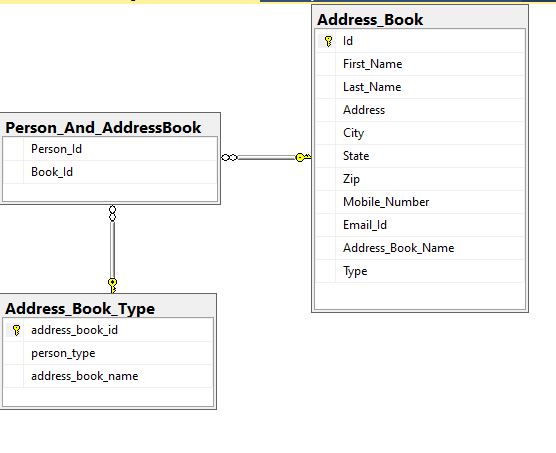 Address_Book
Id
First_Name
Last_Name
Address
City
State
Zip
Mobile_Number
Email_Id
Address_Book_Name
Type
Person_And_AddressBook
Person_Id
Book_Id
Address_Book_Type
address_book_id
person_type
address_book_name